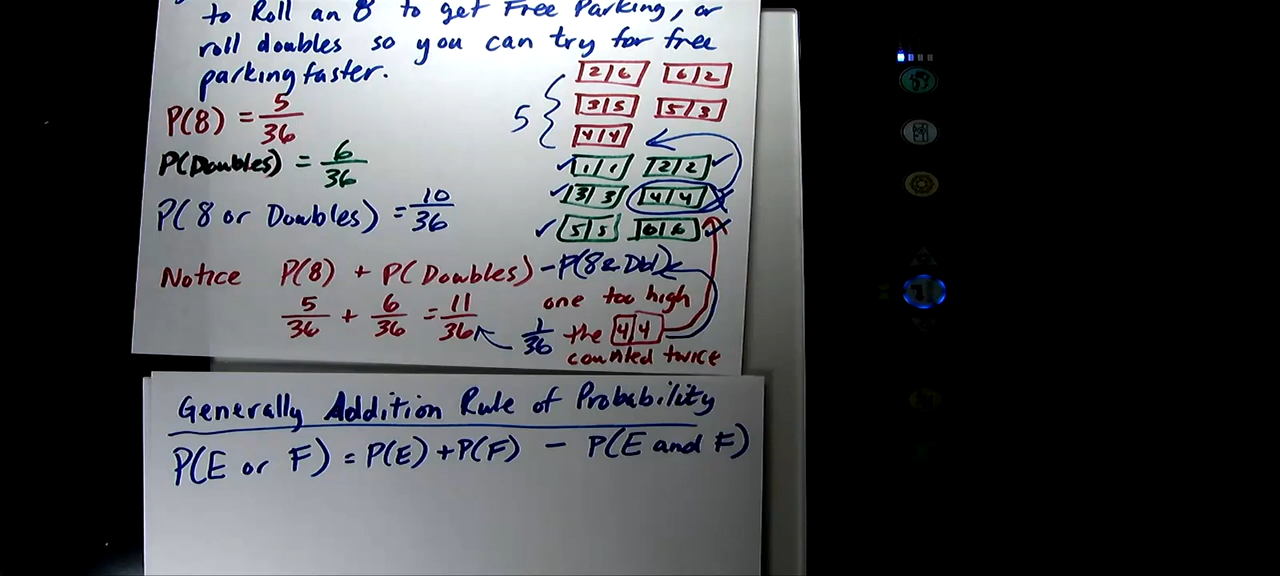 to Roll an 8 to get Free Parking, or
roll doubles so you can try for free
parking faster.
2 6 6 2
3 5 5 3
5 { 4 4
P(8) = 5/36
1 1 2 2
P(Doubles) = 6/36
3 3 4 4
P(8 or Doubles) = 10/36
5 5 6 6
Notice P(8) + P(Doubles) - P(8 & Dbl)
one too high
5/36 + 6/36 = 11/36
1/36 the 4 4
counted twice
Generally Addition Rule of Probability
P(E or F) = P(E) + P(F) - P(E and F)